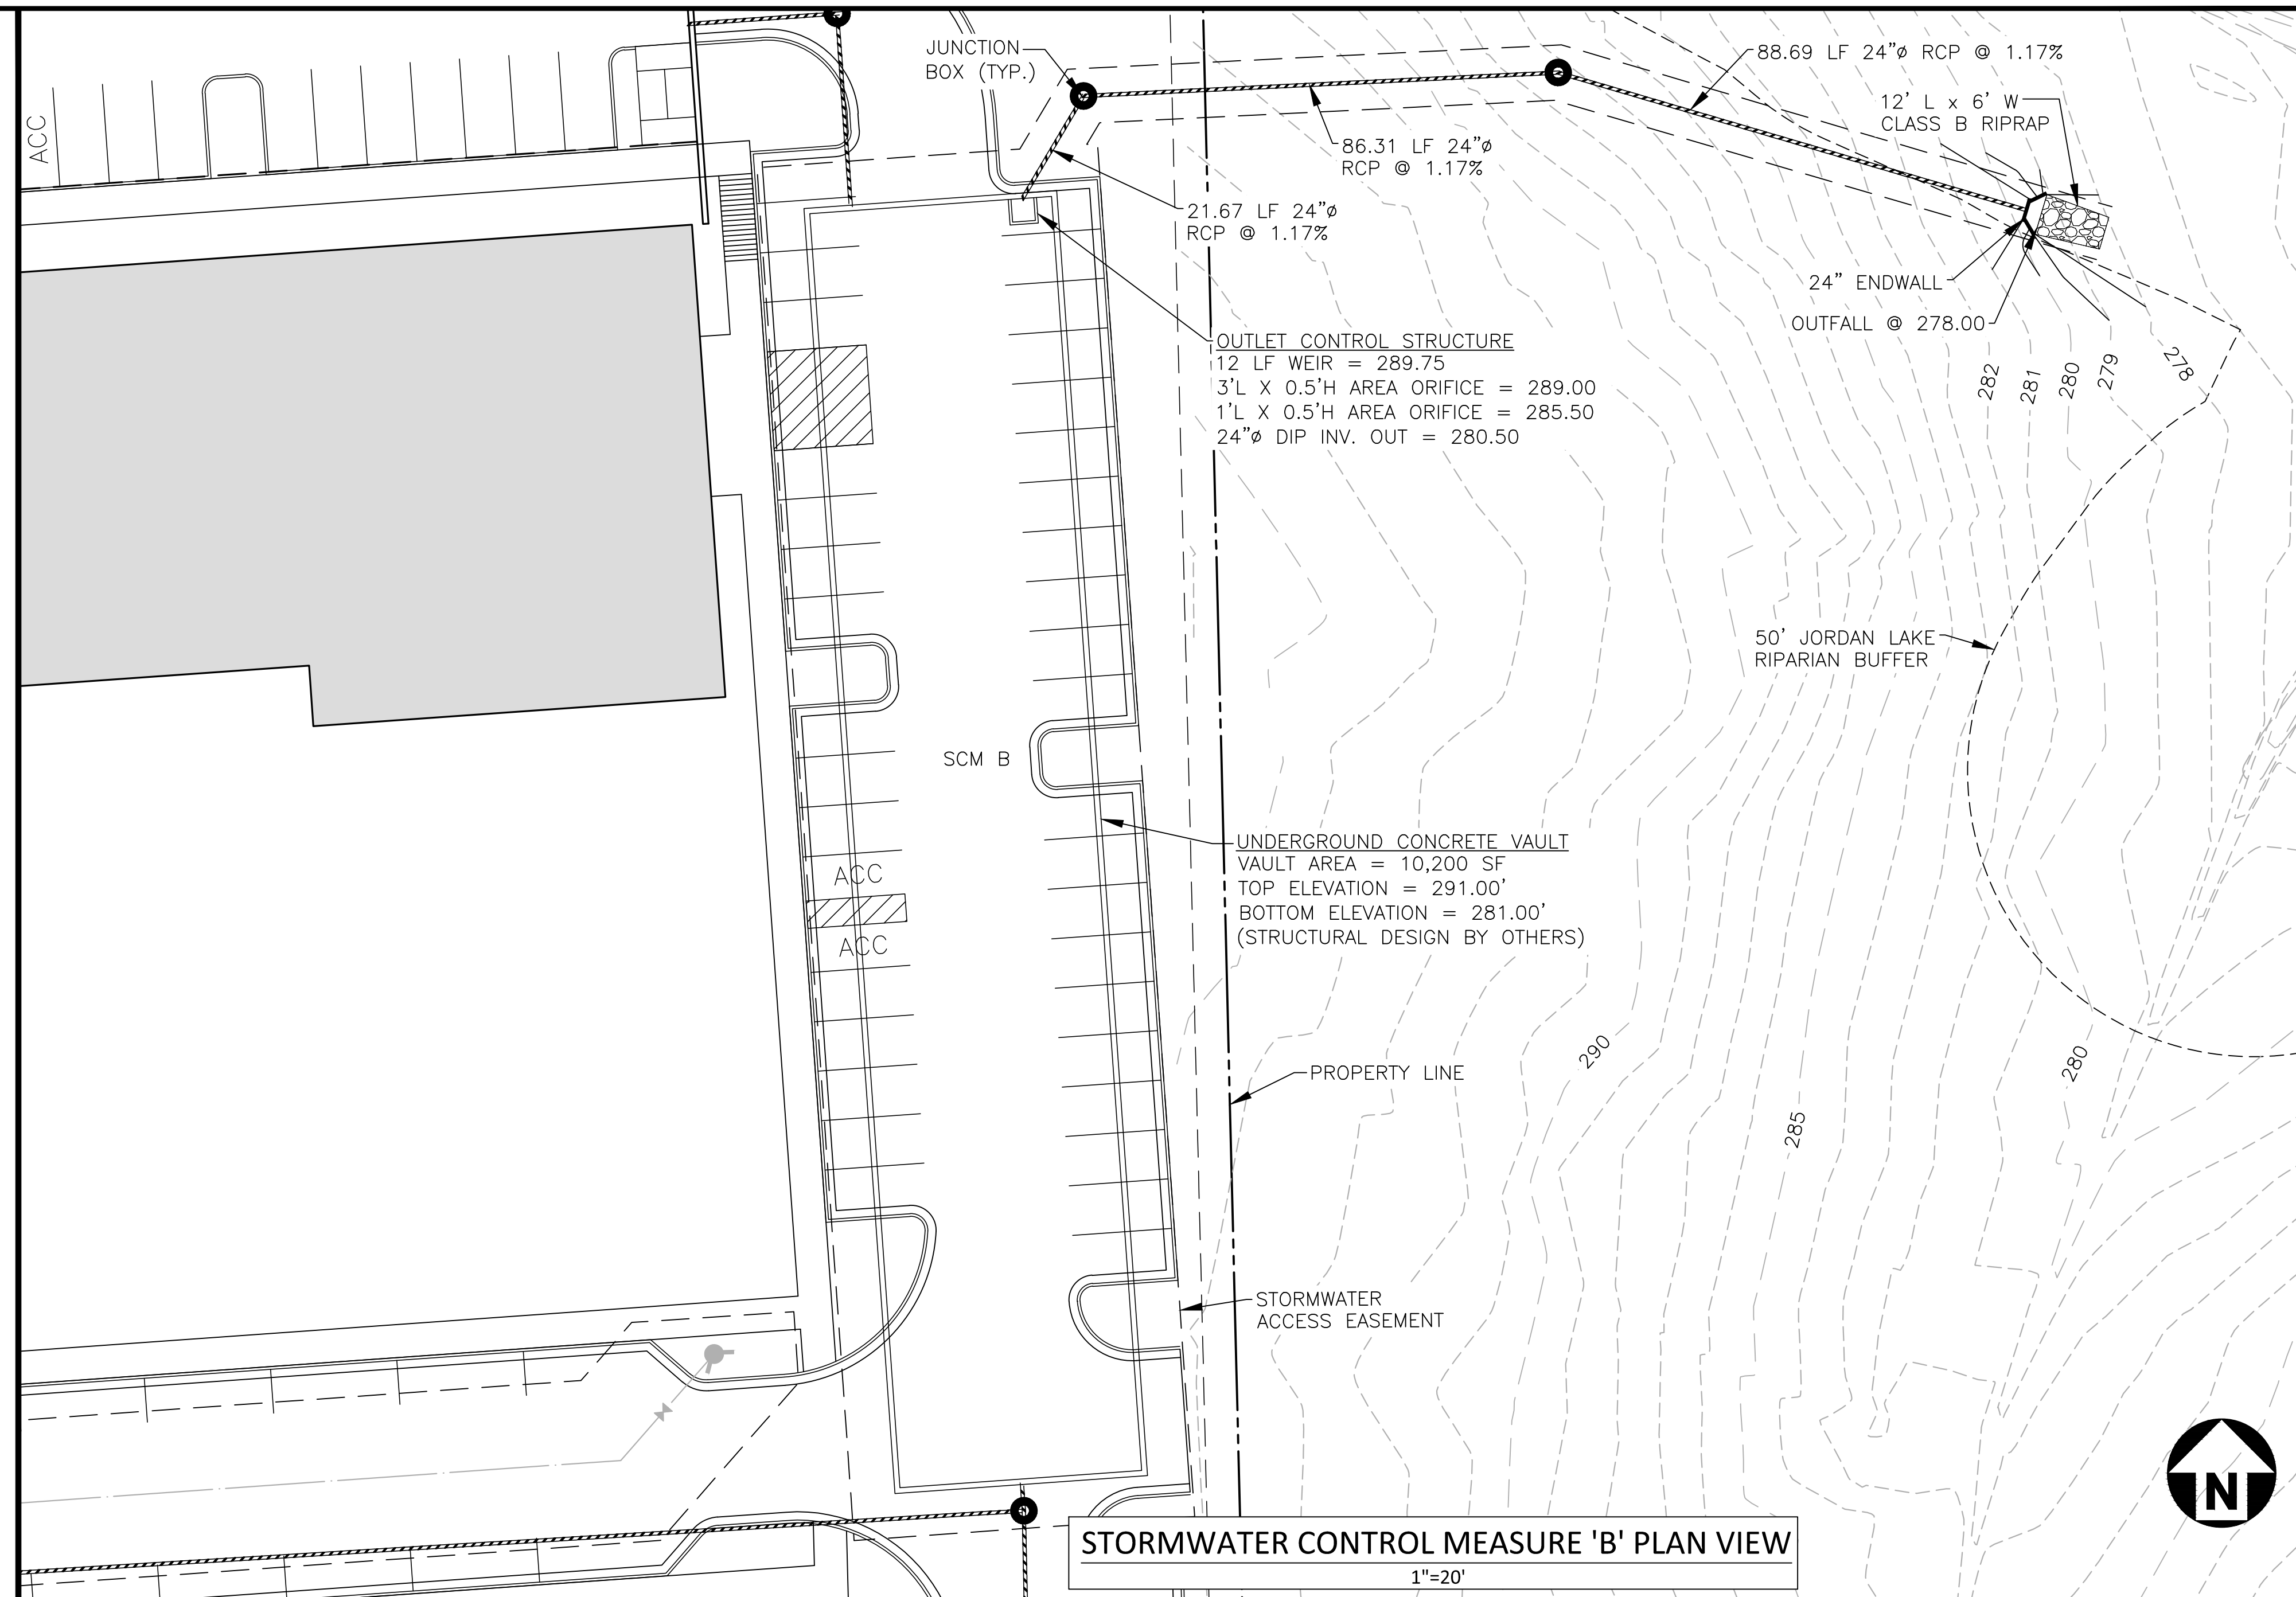 JUNCTION
BOX (TYP.)
88.69 LF 24"ø RCP @ 1.17%
12' L x 6' W
CLASS B RIPRAP
ACC
86.31 LF 24"ø
RCP @ 1.17%
21.67 LF 24"ø
RCP @ 1.17%
24" ENDWALL
OUTFALL @ 278.00
OUTLET CONTROL STRUCTURE
12 LF WEIR = 289.75
3'L X 0.5'H AREA ORIFICE = 289.00
1'L X 0.5'H AREA ORIFICE = 285.50
24"ø DIP INV. OUT = 280.50
282
281
280
279
278
50' JORDAN LAKE
RIPARIAN BUFFER
SCM B
UNDERGROUND CONCRETE VAULT
VAULT AREA = 10,200 SF
TOP ELEVATION = 291.00'
BOTTOM ELEVATION = 281.00'
(STRUCTURAL DESIGN BY OTHERS)
ACC
ACC
290
280
285
PROPERTY LINE
STORMWATER
ACCESS EASEMENT
N
STORMWATER CONTROL MEASURE 'B' PLAN VIEW
1"=20'